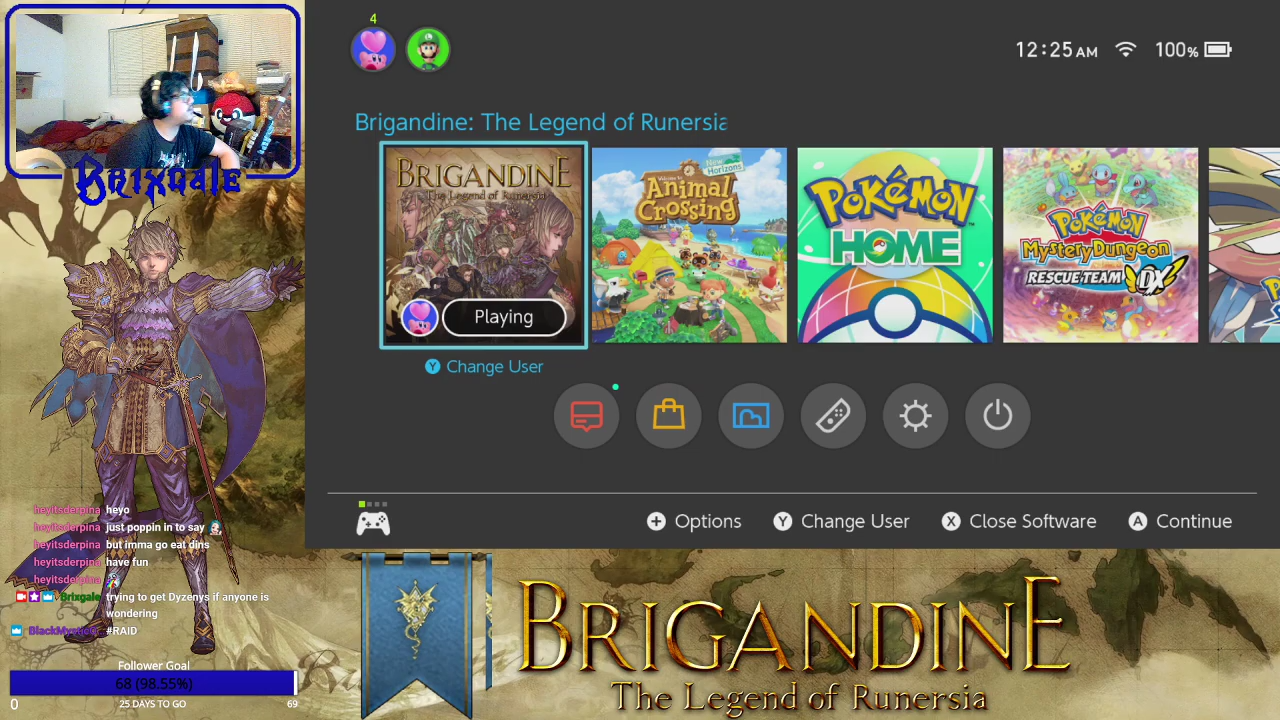 4
12:25 AM
100%
Brigandine: The Legend of Runersia
BRIGANDINE
The Legend of Runersia
Playing
New Horizons
Welcome to
Animal
Crossing
Pokémon
HOME
Pokémon
Mystery Dungeon
RESCUE TEAM DX
Y Change User
+ Options
Y Change User
X Close Software
A Continue
Brixgale
heyitsderpina heyo
heyitsderpina just poppin in to say
heyitsderpina but imma go eat dins
heyitsderpina have fun
heyitsderpina
Brixgale trying to get Dyzenys if anyone is
wondering
#RAID
Follower Goal
68 (98.55%)
0 25 DAYS TO GO 69
BRIGANDINE
The Legend of Runersia